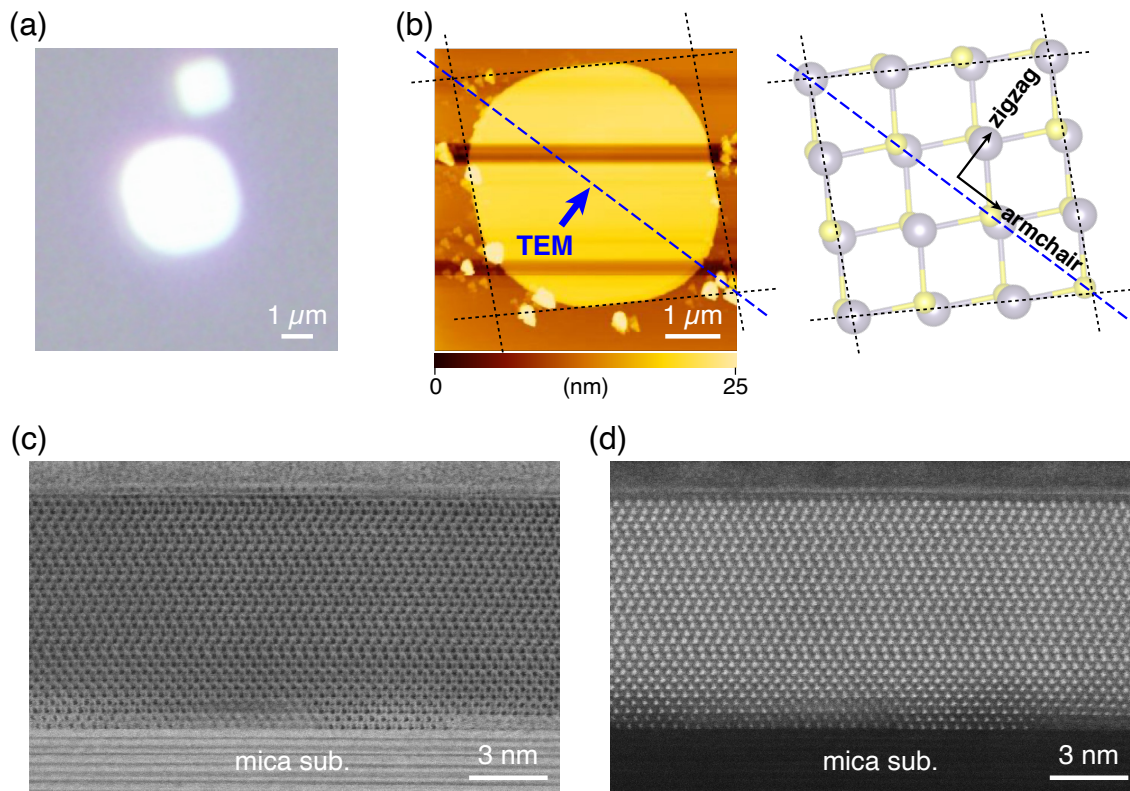 (a)
1 μm
(b)
TEM
1 μm
0
(nm)
25
zigzag
armchair
(c)
mica sub.
3 nm
(d)
mica sub.
3 nm